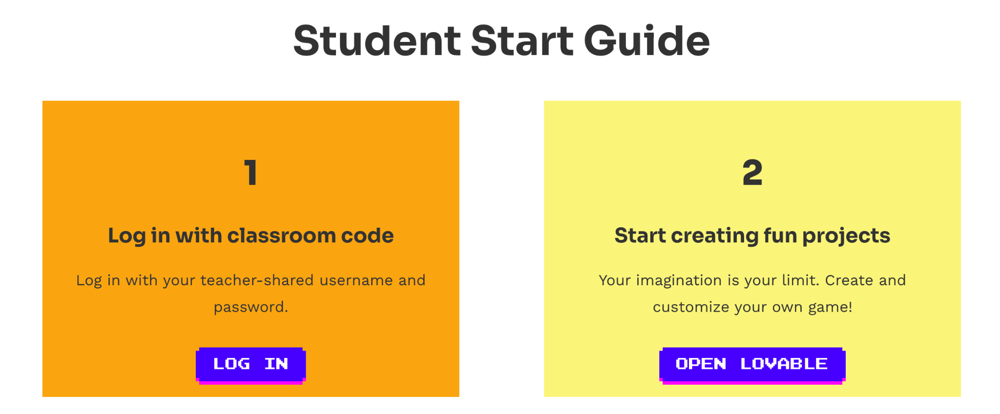 Student Start Guide
1
Log in with classroom code
Log in with your teacher-shared username and
password.
LOG IN
2
Start creating fun projects
Your imagination is your limit. Create and
customize your own game!
OPEN LOVABLE